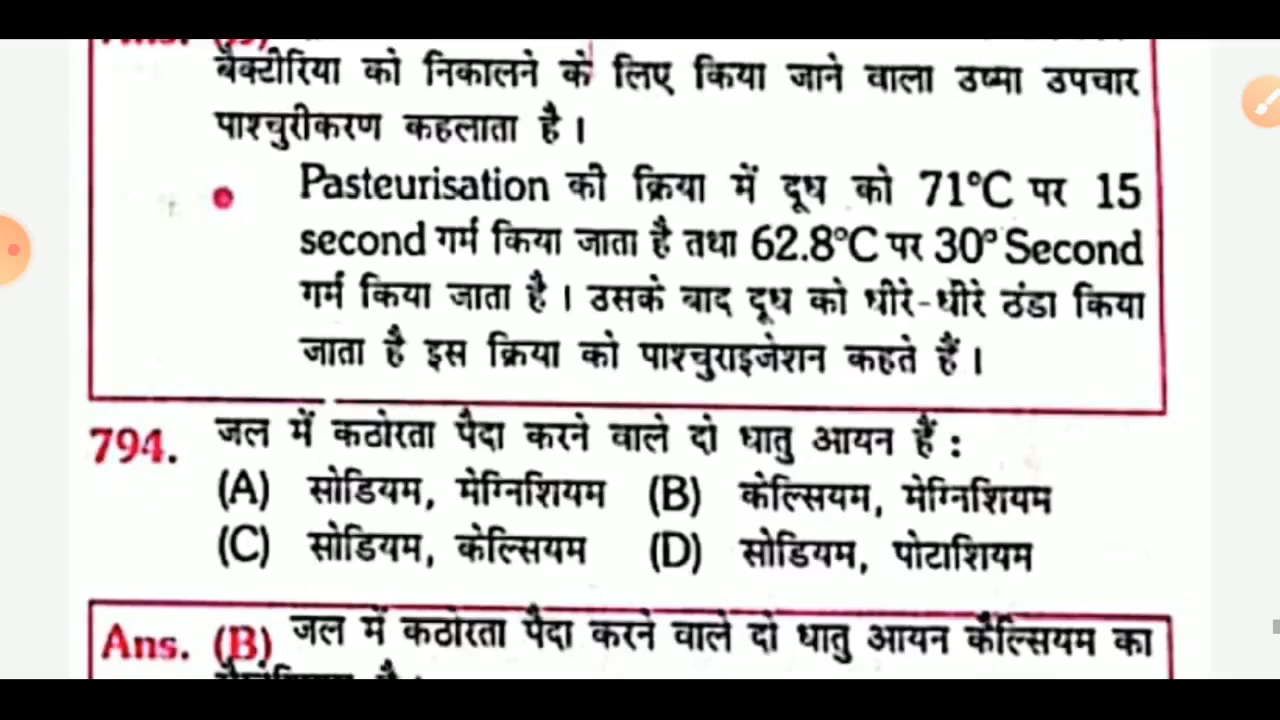 Ans. (B)
बैक्टीरिया को निकालने के लिए किया जाने वाला उष्मा उपचार
पाश्चुरीकरण कहलाता है ।
• Pasteurisation की क्रिया में दूध को 71°C पर 15
second गर्म किया जाता है तथा 62.8°C पर 30° Second
गर्म किया जाता है । उसके बाद दूध को धीरे-धीरे ठंडा किया
जाता है इस क्रिया को पाश्चुराइजेशन कहते हैं ।
794. जल में कठोरता पैदा करने वाले दो धातु आयन हैं :
(A) सोडियम, मेग्निशियम (B) केल्सियम, मेग्निशियम
(C) सोडियम, केल्सियम (D) सोडियम, पोटाशियम
Ans. (B) जल में कठोरता पैदा करने वाले दो धातु आयन कैल्सियम का